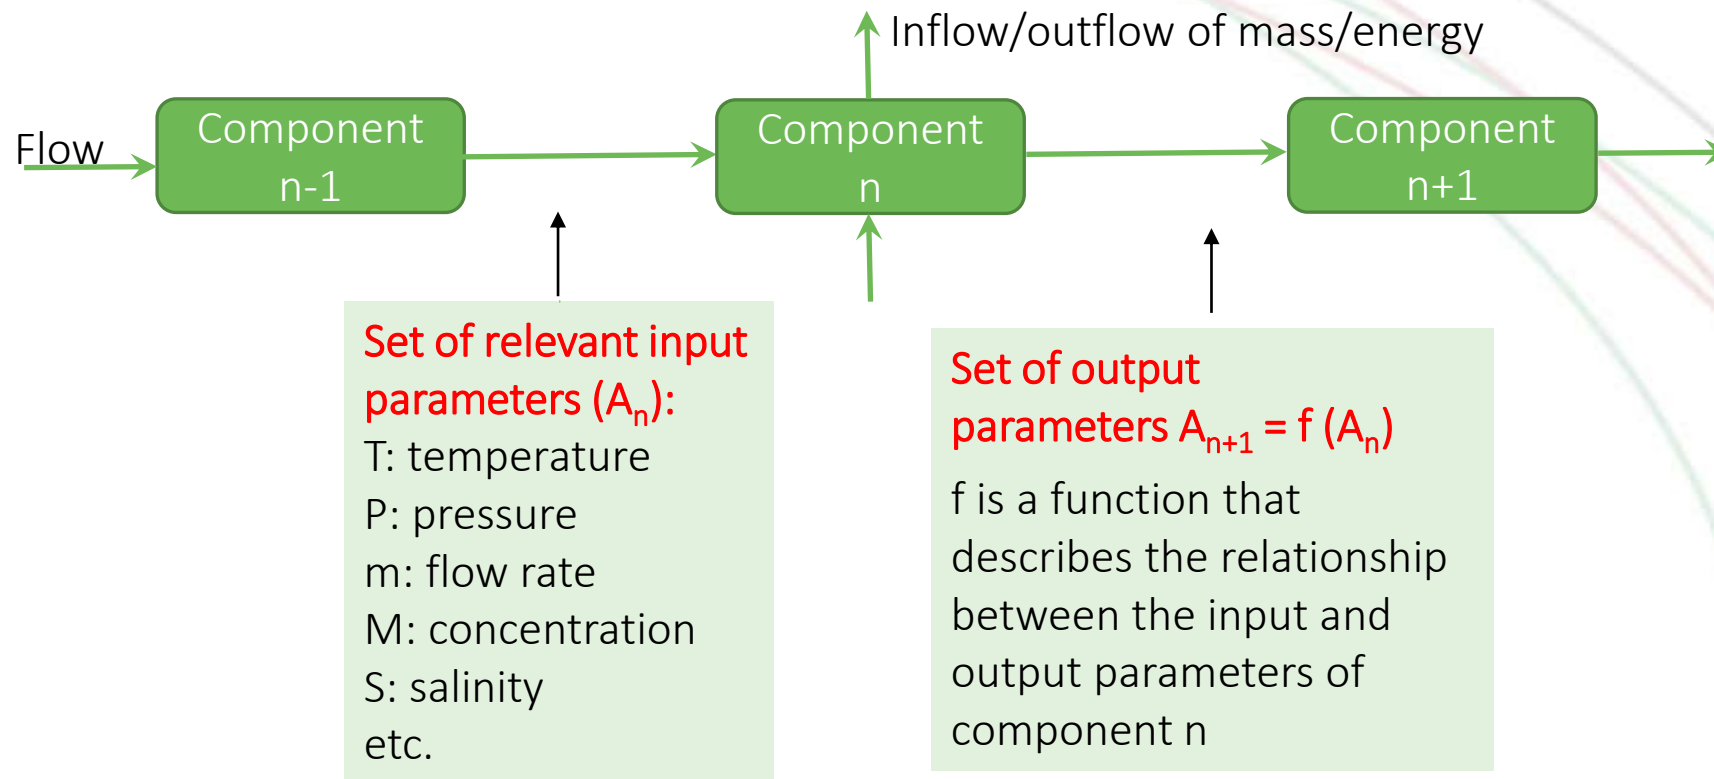 Inflow/outflow of mass/energy
Flow
Component
n-1
Component
n
Component
n+1
Set of relevant input
parameters (Aₙ):
T: temperature
P: pressure
m: flow rate
M: concentration
S: salinity
etc.
Set of output
parameters Aₙ₊₁ = f (Aₙ)
f is a function that
describes the relationship
between the input and
output parameters of
component n